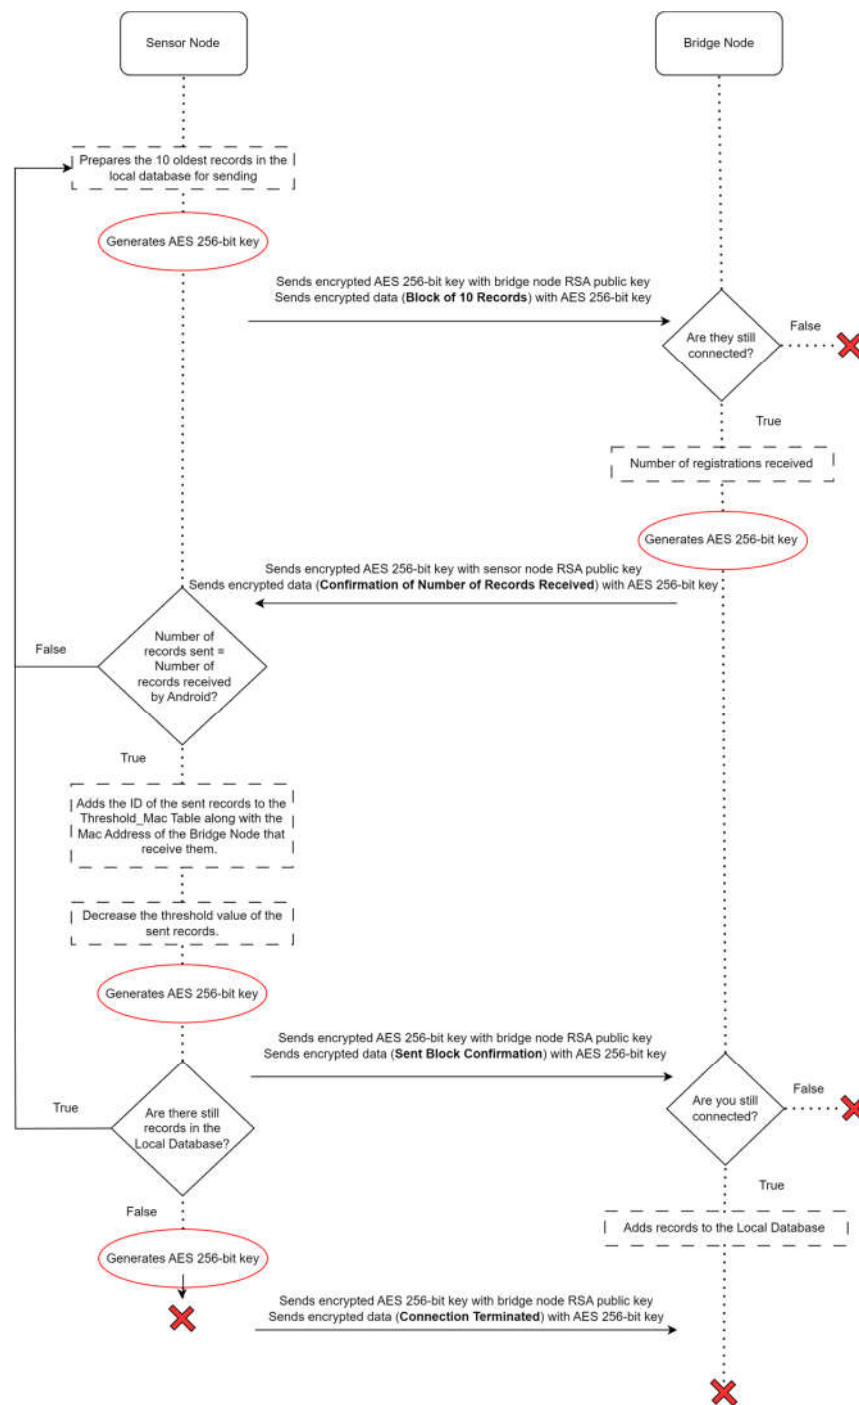 Sensor Node
Bridge Node
Prepares the 10 oldest records in the
local database for sending
Generates AES 256-bit key
Sends encrypted AES 256-bit key with bridge node RSA public key
Sends encrypted data (Block of 10 Records) with AES 256-bit key
Are they still
connected?
False
True
Number of registrations received
Generates AES 256-bit key
Sends encrypted AES 256-bit key with sensor node RSA public key
Sends encrypted data (Confirmation of Number of Records Received) with AES 256-bit key
Number of
records sent =
Number of
records received
by Android?
False
True
Adds the ID of the sent records to the
Threshold_Mac Table along with the
Mac Address of the Bridge Node that
receive them.
Decrease the threshold value of the
sent records.
Generates AES 256-bit key
Sends encrypted AES 256-bit key with bridge node RSA public key
Sends encrypted data (Sent Block Confirmation) with AES 256-bit key
Are you still
connected?
False
True
Are there still
records in the
Local Database?
True
False
Adds records to the Local Database
Generates AES 256-bit key
Sends encrypted AES 256-bit key with bridge node RSA public key
Sends encrypted data (Connection Terminated) with AES 256-bit key